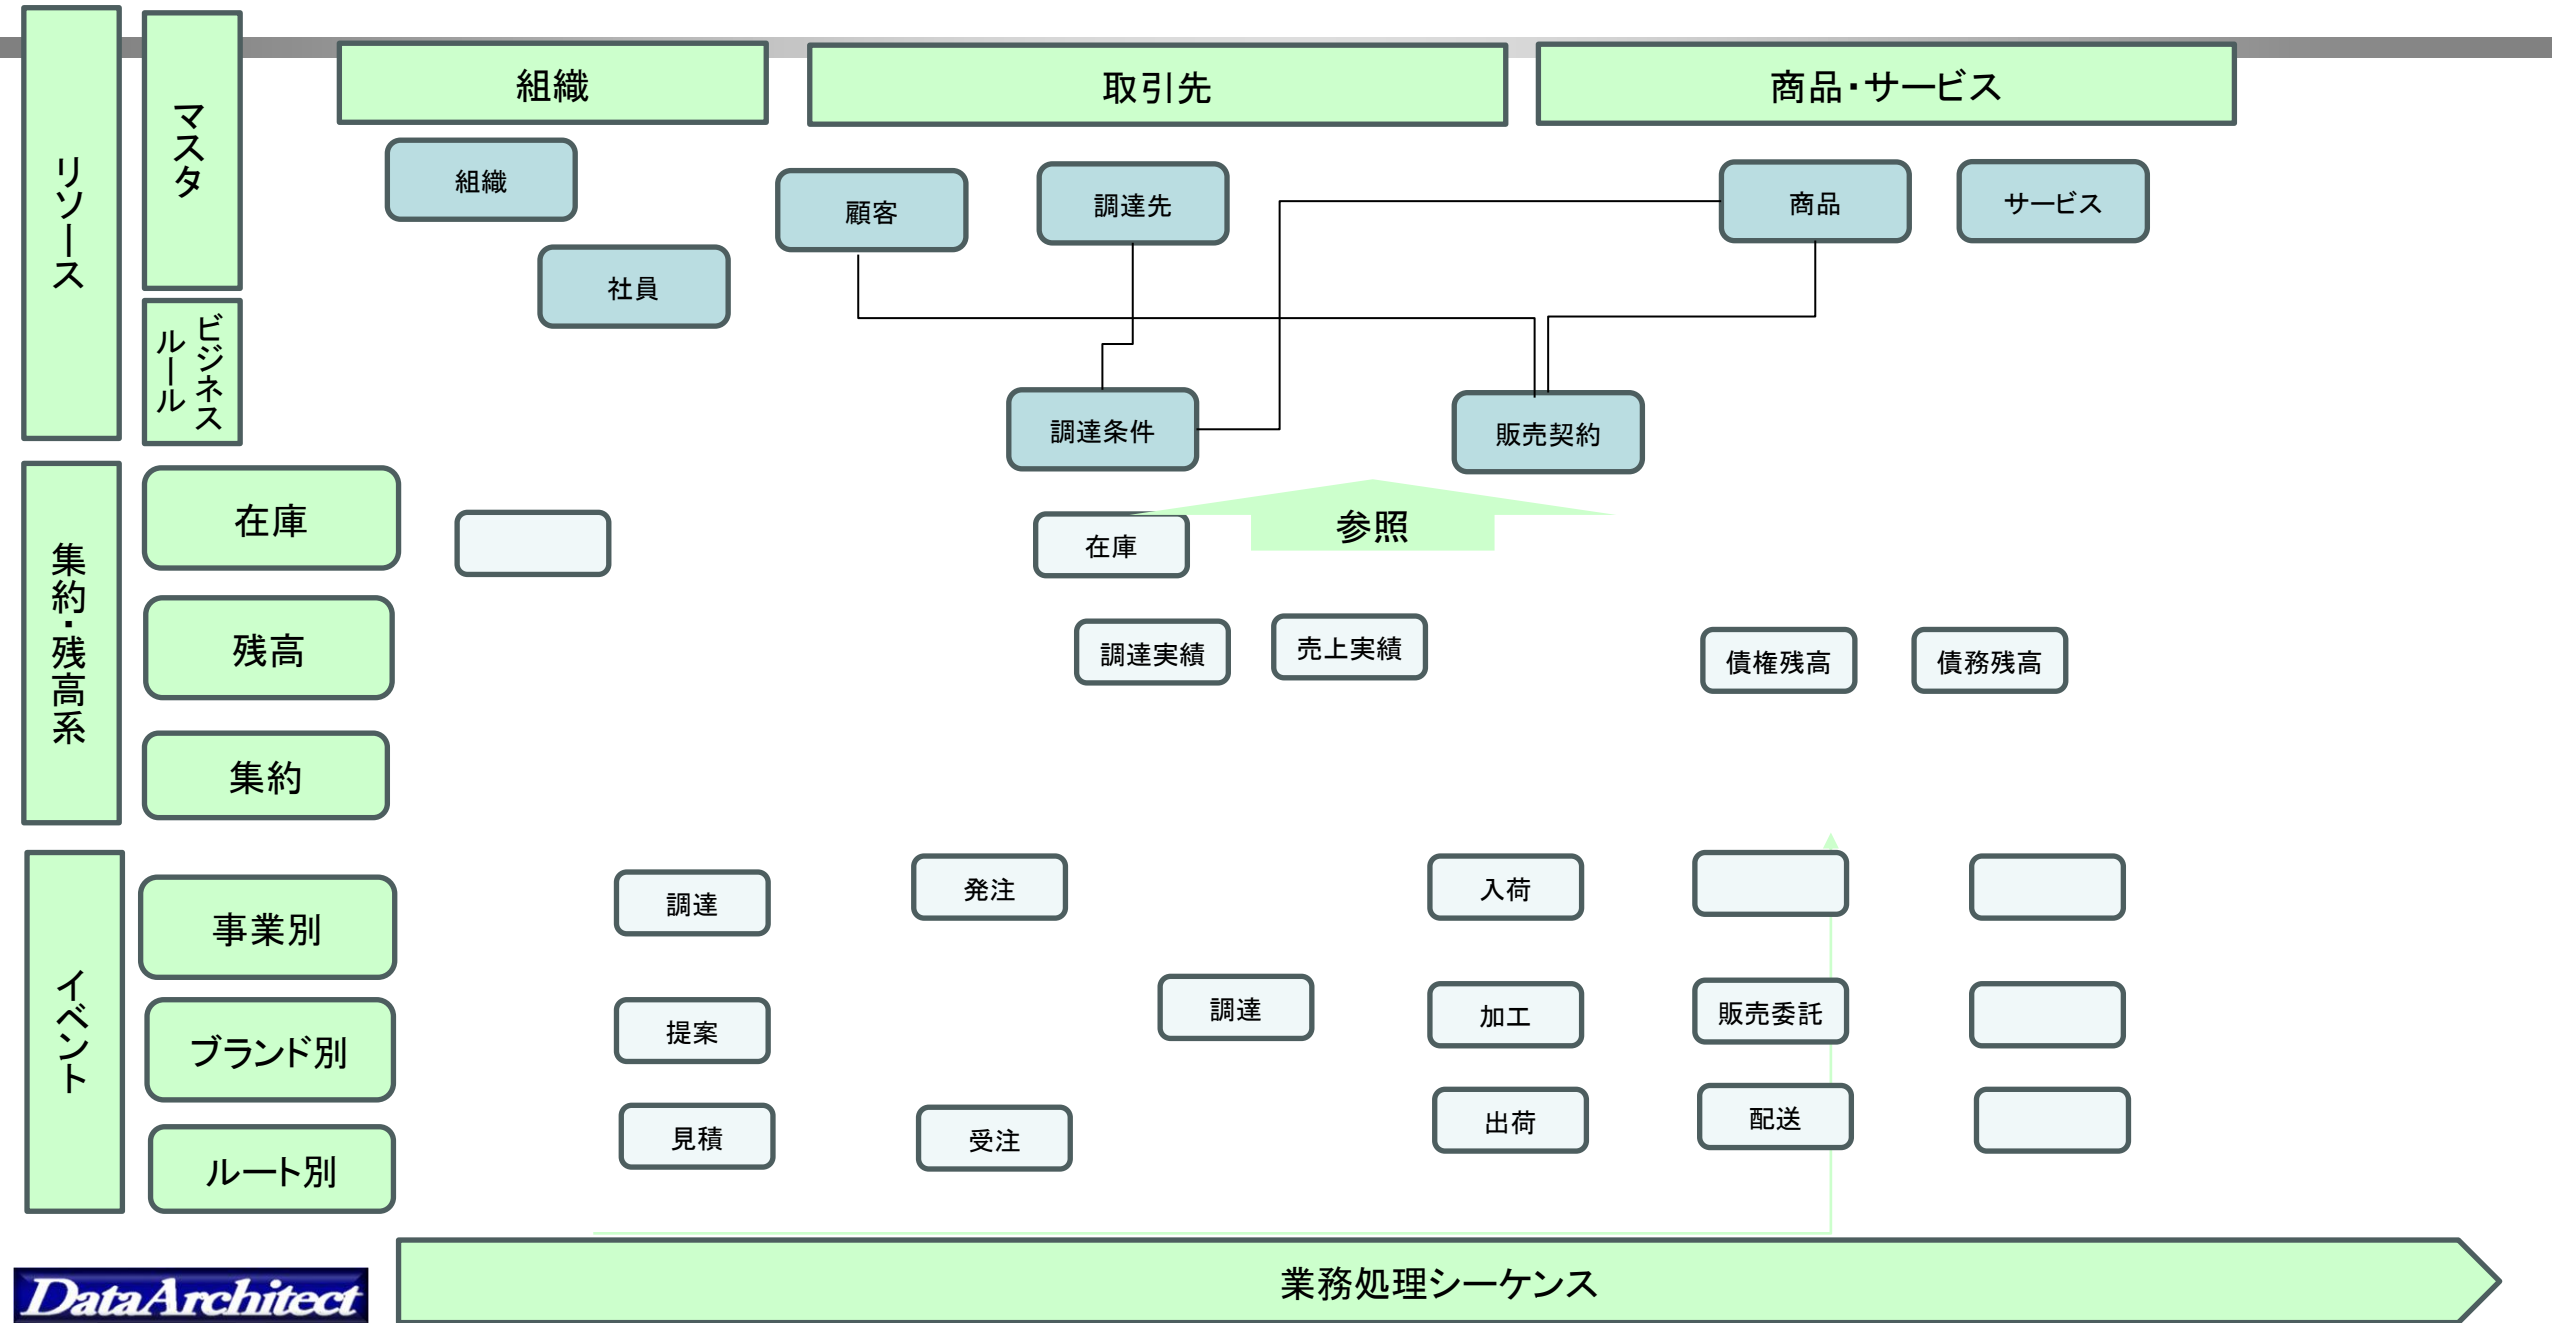 リソース
マスタ
組織
取引先
商品・サービス
組織
社員
顧客
調達先
商品
サービス
ビジネス
ルール
調達条件
販売契約
集約・残高系
在庫
在庫
参照
残高
調達実績
売上実績
債権残高
債務残高
集約
イベント
事業別
調達
発注
入荷
ブランド別
提案
調達
加工
販売委託
ルート別
見積
受注
出荷
配送
業務処理シーケンス
DataArchitect